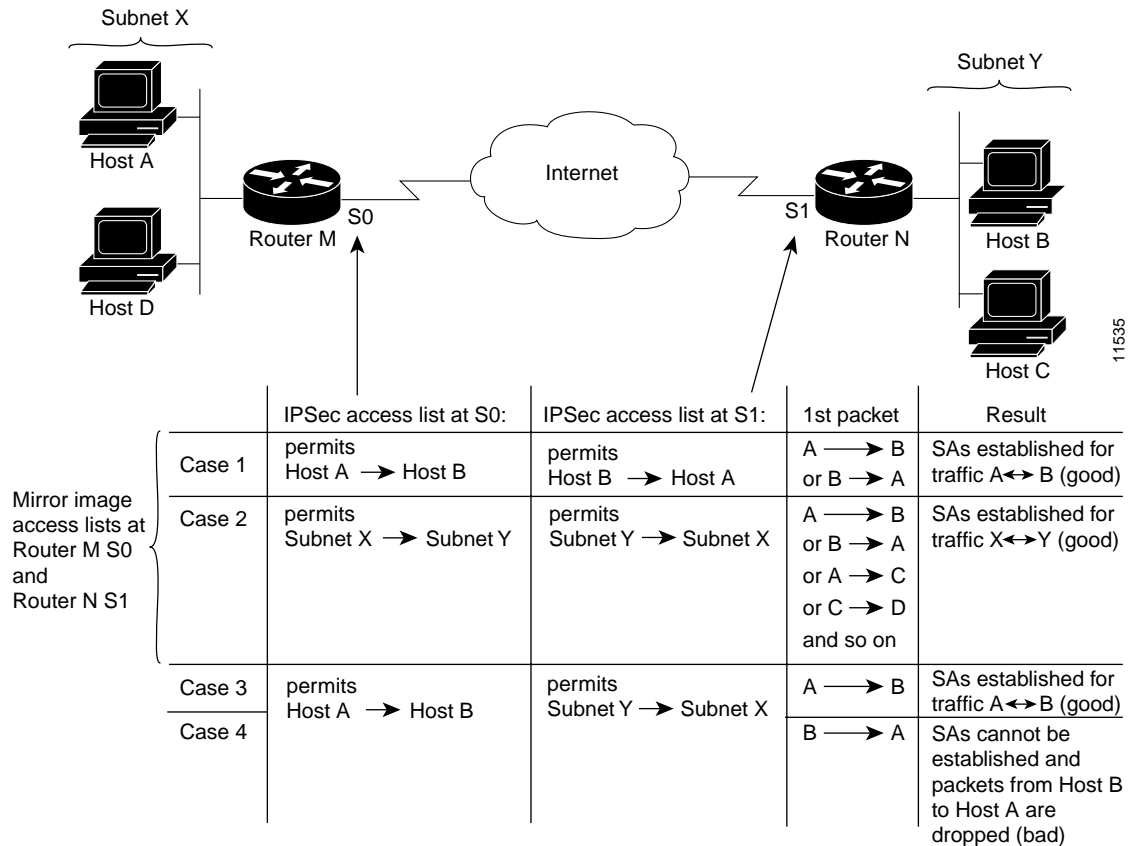 Subnet X
Subnet Y
Host A
Host D
Router M
S0
Internet
S1
Router N
Host B
Host C
11535
IPSec access list at S0:
IPSec access list at S1:
1st packet
Result
Mirror image
access lists at
Router M S0
and
Router N S1
Case 1
permits
Host A → Host B
permits
Host B → Host A
A → B
or B → A
SAs established for
traffic A↔B (good)
Case 2
permits
Subnet X → Subnet Y
permits
Subnet Y → Subnet X
A → B
or B → A
or A → C
or C → D
and so on
SAs established for
traffic X↔Y (good)
Case 3
permits
Host A → Host B
permits
Subnet Y → Subnet X
A → B
SAs established for
traffic A↔B (good)
Case 4
B → A
SAs cannot be
established and
packets from Host B
to Host A are
dropped (bad)